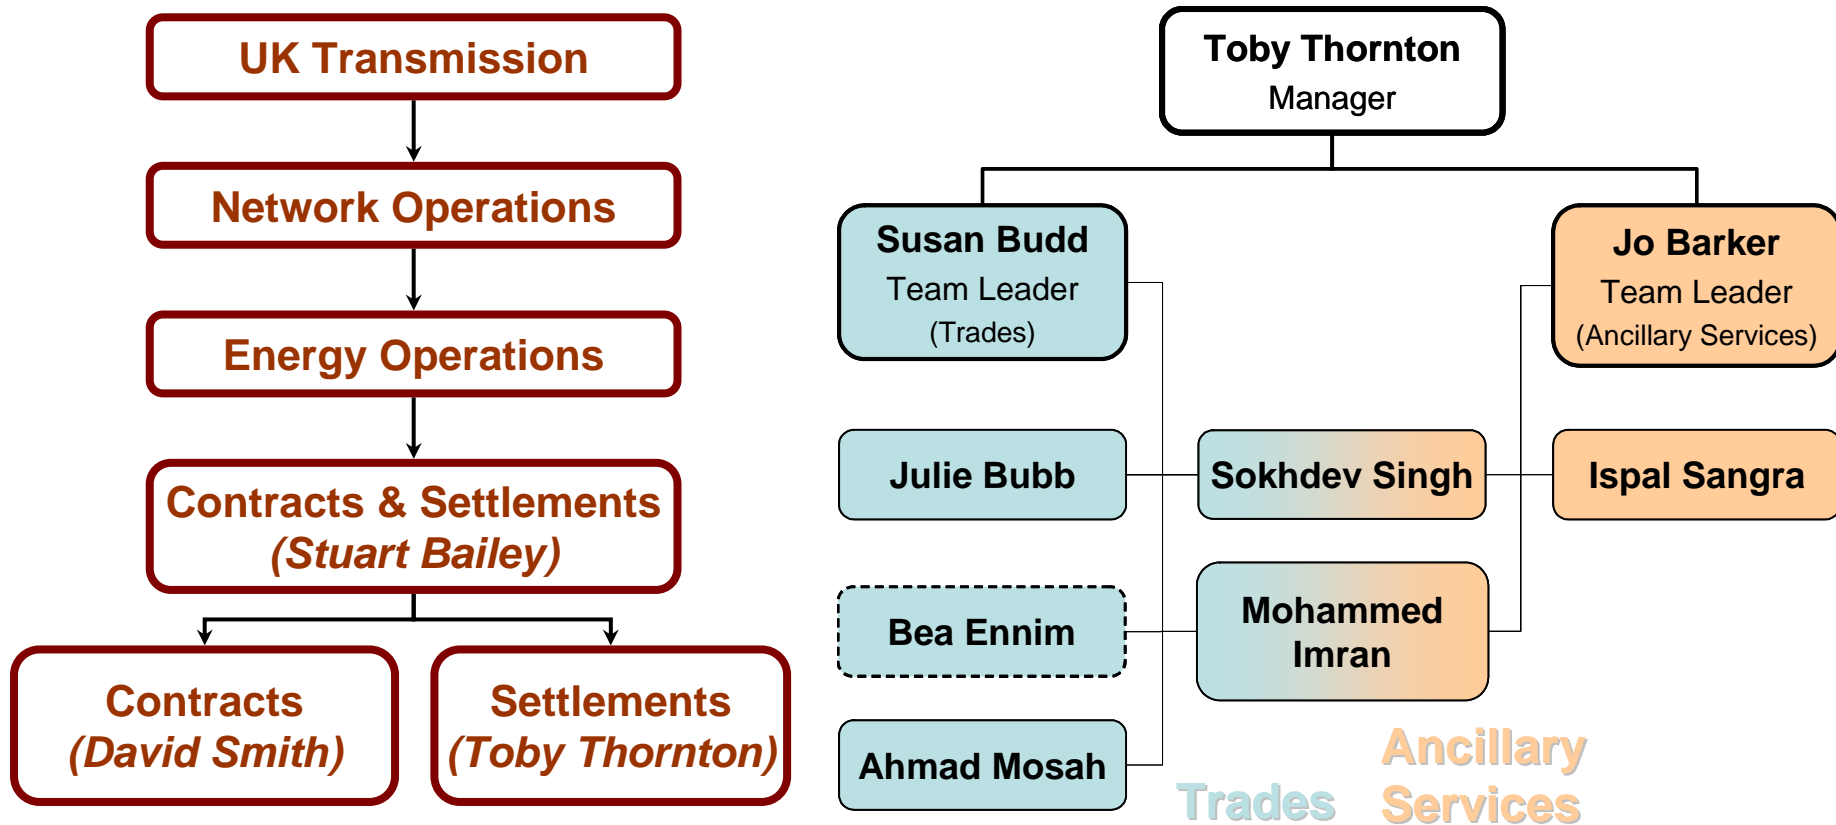 UK Transmission
Network Operations
Energy Operations
Contracts & Settlements
(Stuart Bailey)
Contracts
(David Smith)
Settlements
(Toby Thornton)
Toby Thornton
Manager
Susan Budd
Team Leader
(Trades)
Jo Barker
Team Leader
(Ancillary Services)
Julie Bubb
Sokhdev Singh
Ispal Sangra
Bea Ennim
Mohammed
Imran
Ahmad Mosah
Trades
Ancillary
Services